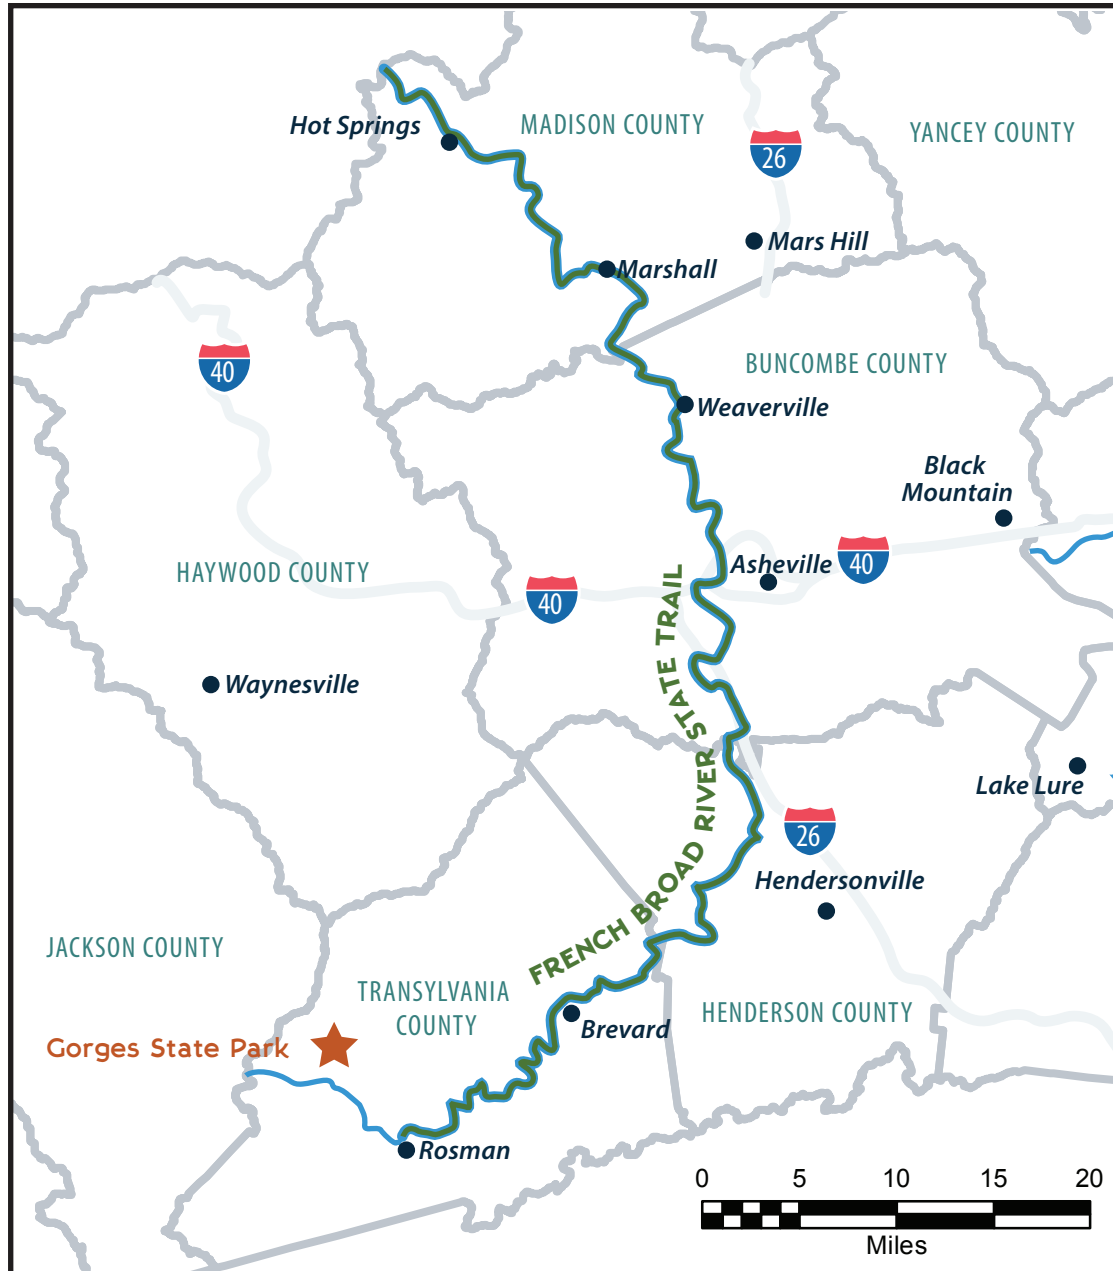 Hot Springs
MADISON COUNTY
26
YANCEY COUNTY
Mars Hill
Marshall
40
BUNCOMBE COUNTY
Weaverville
Black
Mountain
HAYWOOD COUNTY
40
Asheville
40
Waynesville
FRENCH BROAD RIVER STATE TRAIL
Lake Lure
26
Hendersonville
JACKSON COUNTY
TRANSYLVANIA
COUNTY
HENDERSON COUNTY
Brevard
Gorges State Park
Rosman
0 5 10 15 20
Miles